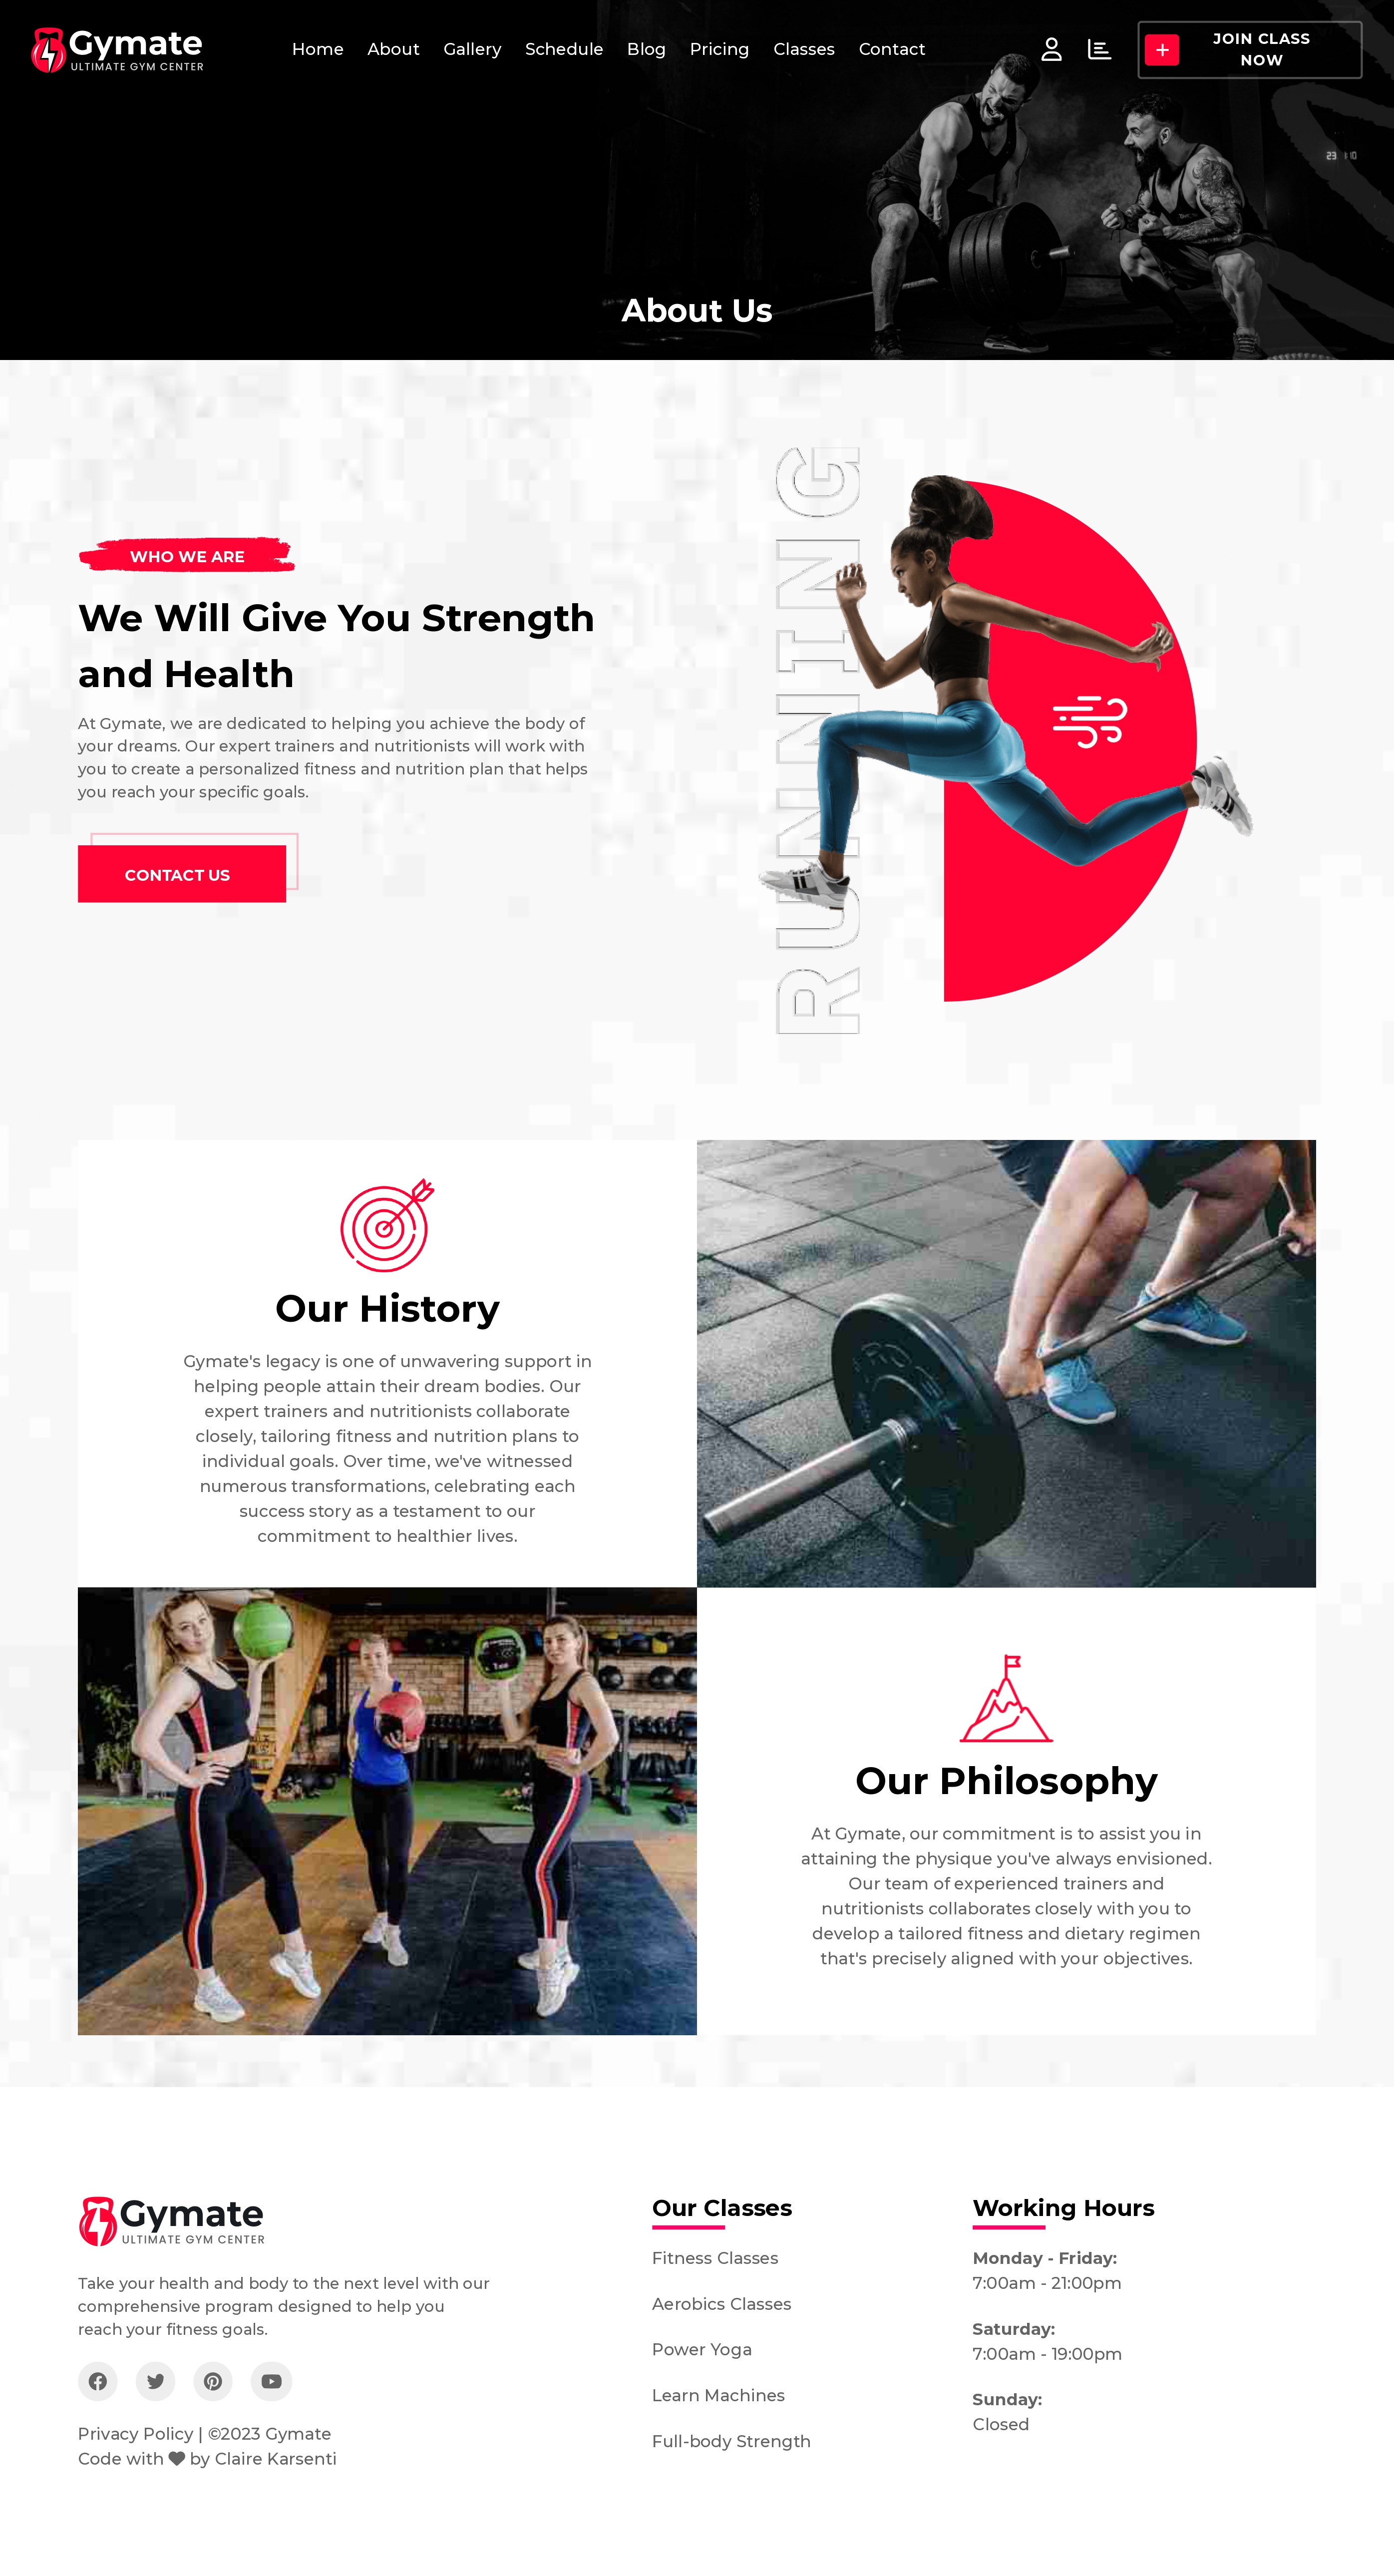 Gymate
ULTIMATE GYM CENTER
Home About Gallery Schedule Blog Pricing Classes Contact
JOIN CLASS
NOW
23 1:10
About Us
WHO WE ARE
We Will Give You Strength
and Health
At Gymate, we are dedicated to helping you achieve the body of
your dreams. Our expert trainers and nutritionists will work with
you to create a personalized fitness and nutrition plan that helps
you reach your specific goals.
CONTACT US
RUNNING
Our History
Gymate's legacy is one of unwavering support in
helping people attain their dream bodies. Our
expert trainers and nutritionists collaborate
closely, tailoring fitness and nutrition plans to
individual goals. Over time, we've witnessed
numerous transformations, celebrating each
success story as a testament to our
commitment to healthier lives.
Our Philosophy
At Gymate, our commitment is to assist you in
attaining the physique you've always envisioned.
Our team of experienced trainers and
nutritionists collaborates closely with you to
develop a tailored fitness and dietary regimen
that's precisely aligned with your objectives.
Gymate
ULTIMATE GYM CENTER
Take your health and body to the next level with our
comprehensive program designed to help you
reach your fitness goals.
Privacy Policy | ©2023 Gymate
Code with ♥ by Claire Karsenti
Our Classes
Fitness Classes
Aerobics Classes
Power Yoga
Learn Machines
Full-body Strength
Working Hours
Monday - Friday:
7:00am - 21:00pm
Saturday:
7:00am - 19:00pm
Sunday:
Closed